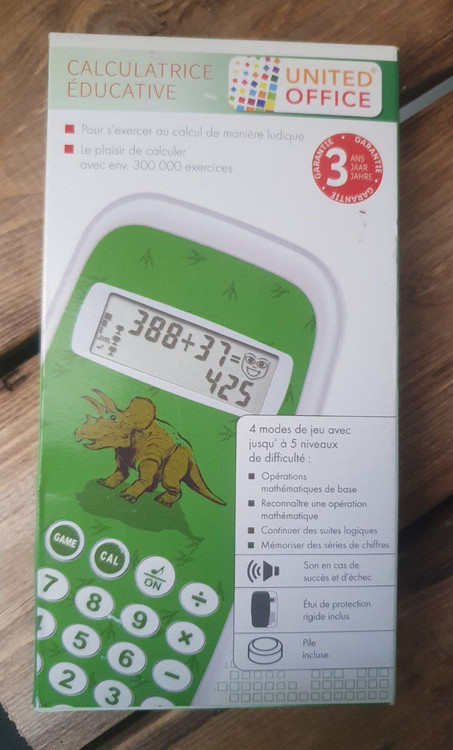 CALCULATRICE
ÉDUCATIVE
UNITED®
OFFICE
Pour s'exercer au calcul de manière ludique
Le plaisir de calculer
avec env. 300 000 exercices
GARANTIE • GARANTIE • GARANTIE •
3 ANS
JAAR
JAHRE
388+37=
LEVEL
425
4 modes de jeu avec
jusqu' à 5 niveaux
de difficulté :
Opérations
mathématiques de base
Reconnaître une opération
mathématique
Continuer des suites logiques
Mémoriser des séries de chiffres
Son en cas de
succès et d'échec
Étui de protection
rigide inclus
Pile
incluse
GAME
CAL
ON
÷
7
8
9
×
4
5
6
−
2
3